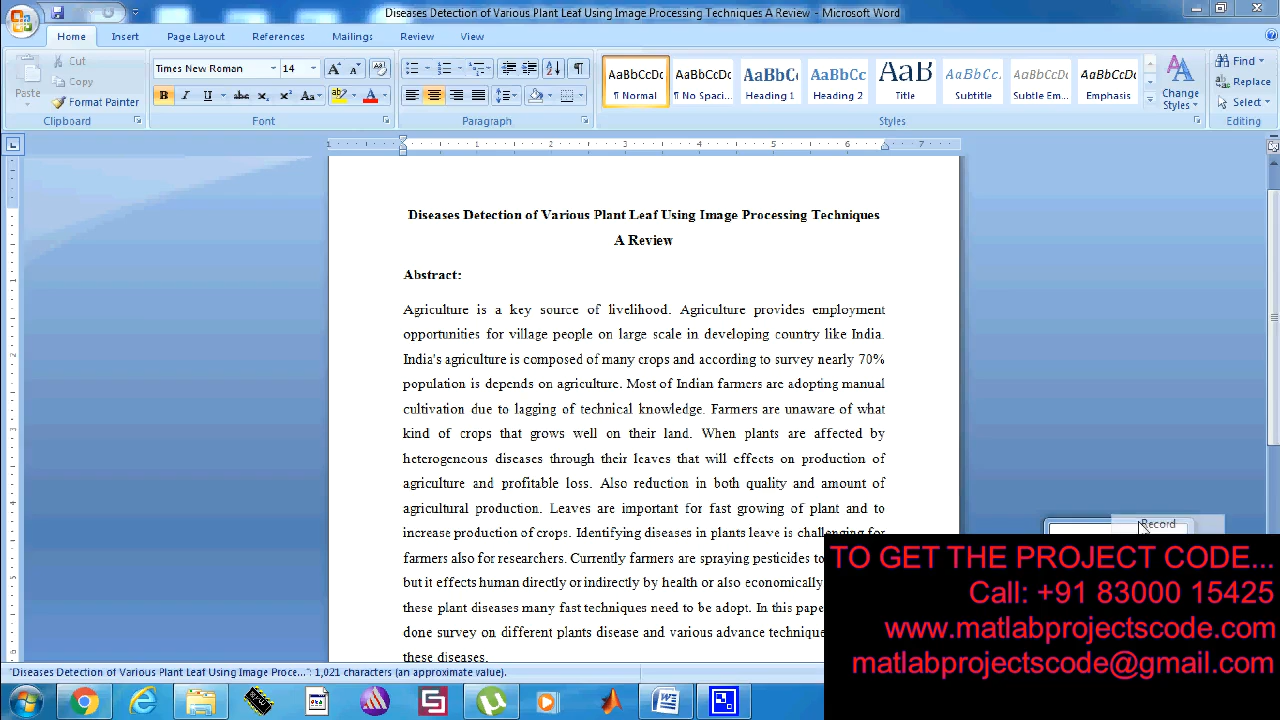 Diseases Detection of Various Plant Leaf Using Image Processing Techniques A Review - Microsoft Word
Home Insert Page Layout References Mailings Review View
Paste
Cut
Copy
Format Painter
Clipboard
Times New Roman 14
Font
Paragraph
AaBbCcDc AaBbCcDc AaBbC AaBbCc AaB AaBbCc. AaBbCcDc AaBbCcDc
¶ Normal ¶ No Spaci... Heading 1 Heading 2 Title Subtitle Subtle Em... Emphasis
Change Styles
Styles
Find
Replace
Select
Editing
1 1 2 3 4 5 6 7
Diseases Detection of Various Plant Leaf Using Image Processing Techniques
A Review
Abstract:
Agriculture is a key source of livelihood. Agriculture provides employment
opportunities for village people on large scale in developing country like India.
India's agriculture is composed of many crops and according to survey nearly 70%
population is depends on agriculture. Most of Indian farmers are adopting manual
cultivation due to lagging of technical knowledge. Farmers are unaware of what
kind of crops that grows well on their land. When plants are affected by
heterogeneous diseases through their leaves that will effects on production of
agriculture and profitable loss. Also reduction in both quality and amount of
agricultural production. Leaves are important for fast growing of plant and to
increase production of crops. Identifying diseases in plants leave is challenging for
farmers also for researchers. Currently farmers are spraying pesticides to
but it effects human directly or indirectly by health or also economically
these plant diseases many fast techniques need to be adopt. In this pape
done survey on different plants disease and various advance technique
these diseases.
Record
TO GET THE PROJECT CODE...
Call: +91 83000 15425
www.matlabprojectscode.com
matlabprojectscode@gmail.com
"Diseases Detection of Various Plant Leaf Using Image Proce...": 1,021 characters (an approximate value).